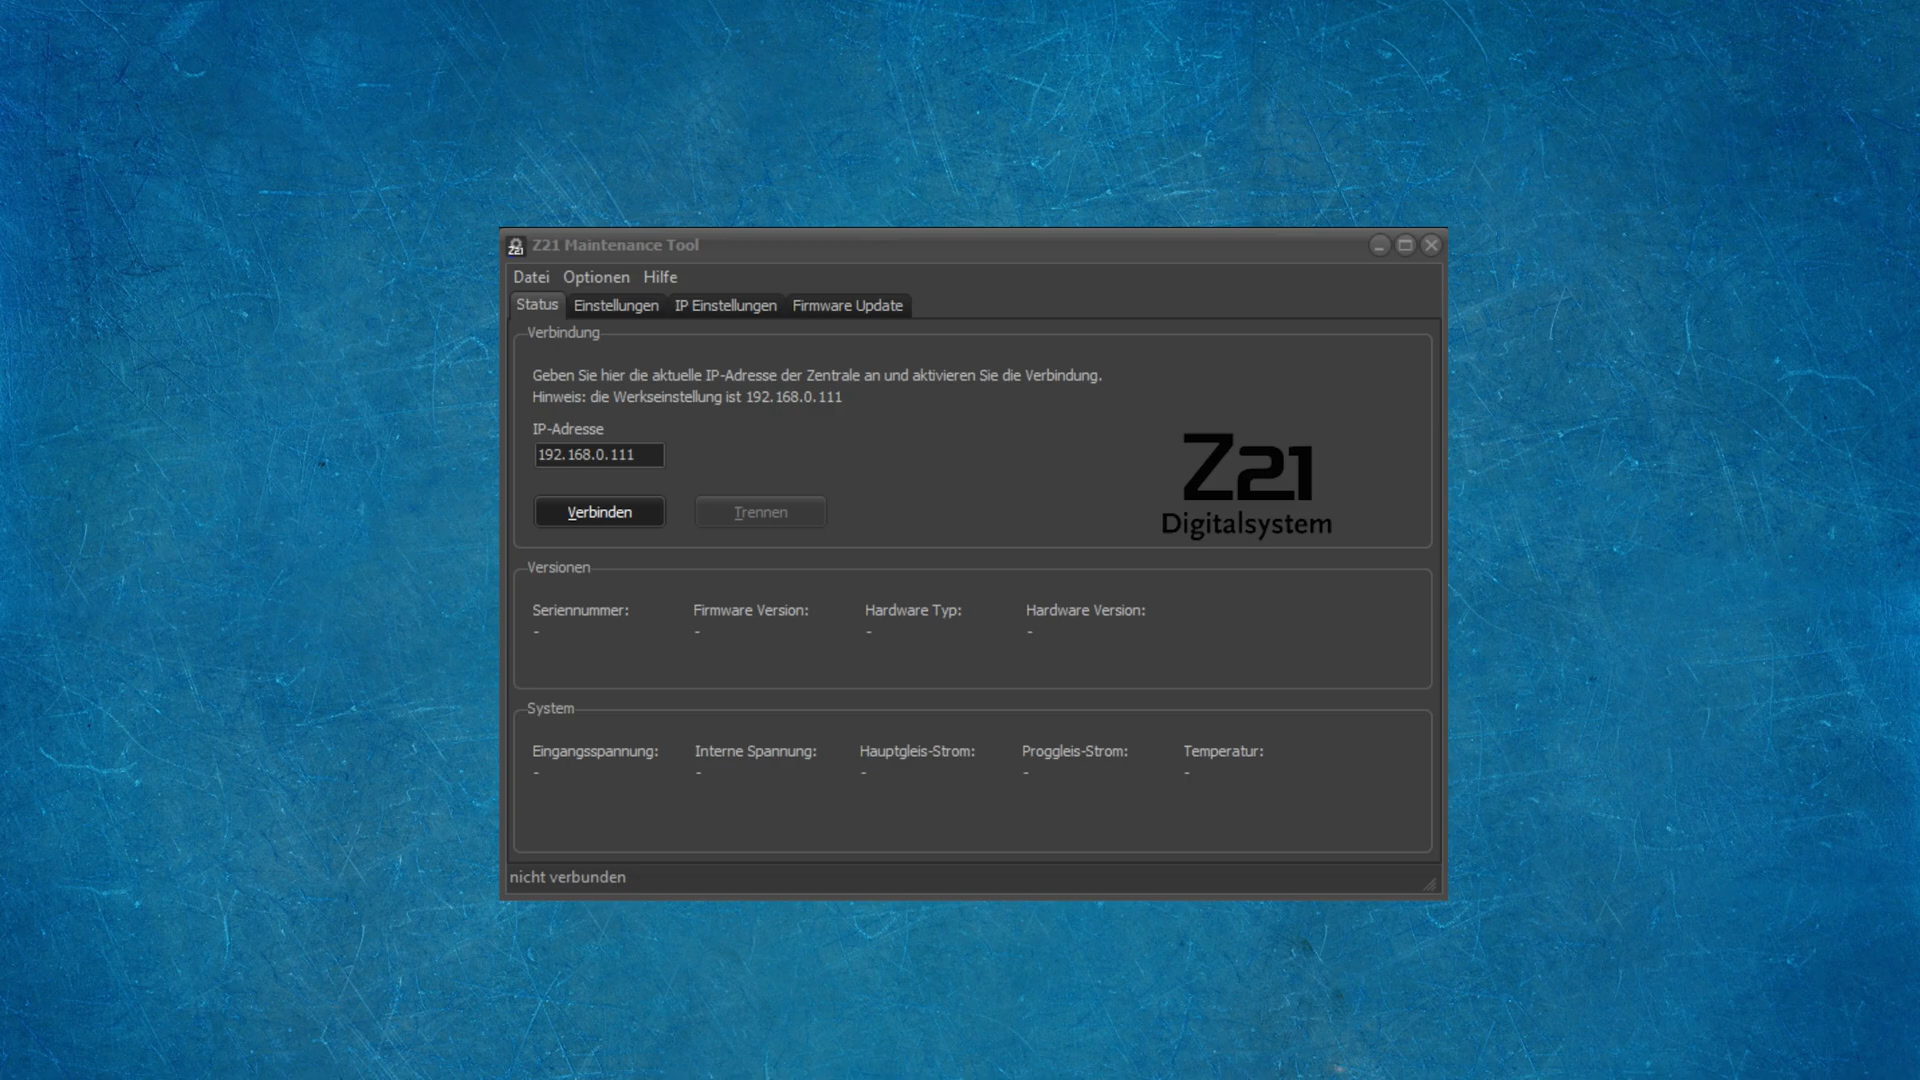 Z21 Maintenance Tool
Datei Optionen Hilfe
Status Einstellungen IP Einstellungen Firmware Update
Verbindung
Geben Sie hier die aktuelle IP-Adresse der Zentrale an und aktivieren Sie die Verbindung.
Hinweis: die Werkseinstellung ist 192.168.0.111
IP-Adresse
192.168.0.111
Verbinden Trennen
Z21
Digitalsystem
Versionen
Seriennummer: Firmware Version: Hardware Typ: Hardware Version:
- - - -
System
Eingangsspannung: Interne Spannung: Hauptgleis-Strom: Proggleis-Strom: Temperatur:
- - - - -
nicht verbunden